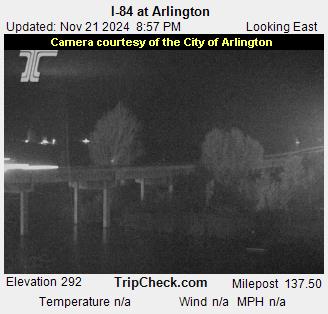 I-84 at Arlington
Updated: Nov 21 2024 8:57 PM Looking East
Camera courtesy of the City of Arlington
Elevation 292 TripCheck.com Milepost 137.50
Temperature n/a Wind n/a MPH n/a